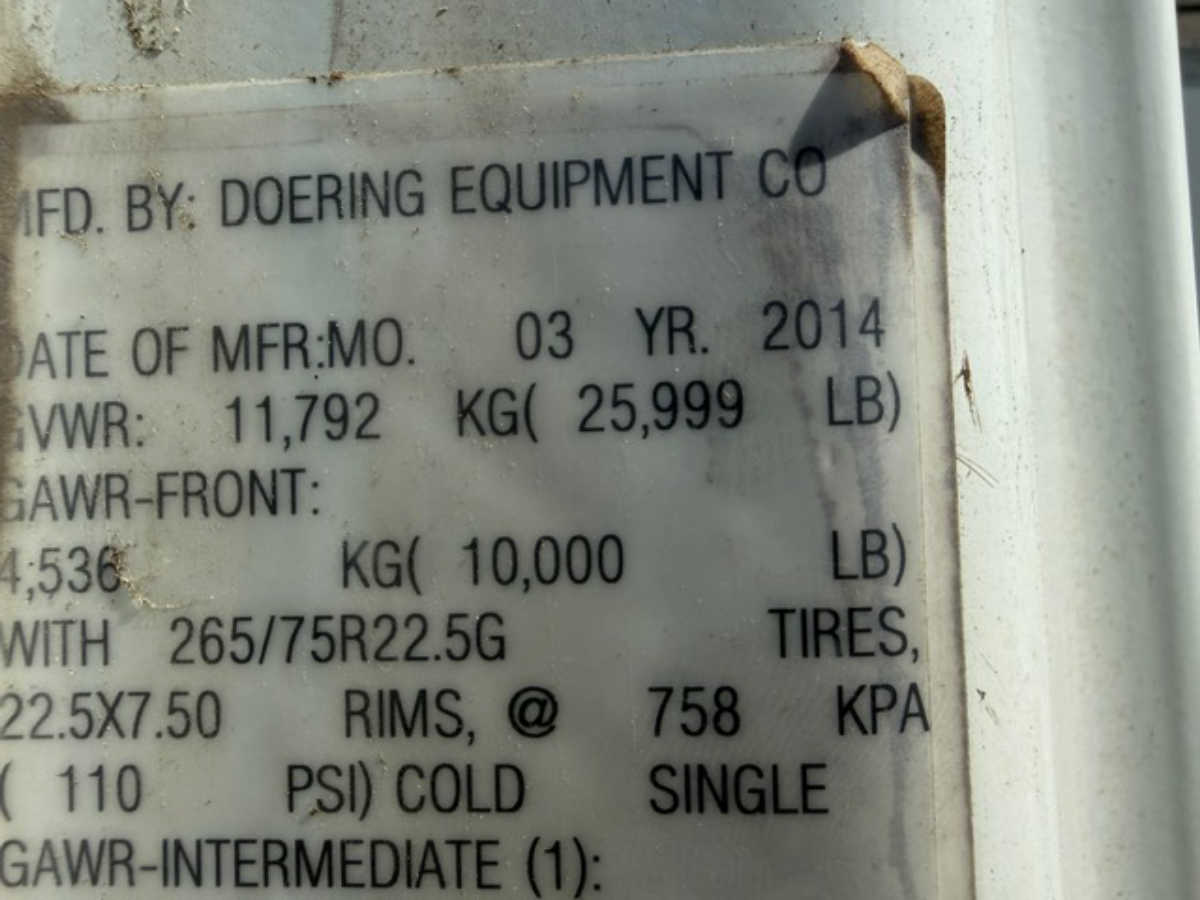 MFD. BY: DOERING EQUIPMENT CO
DATE OF MFR:MO. 03 YR. 2014
GVWR: 11,792 KG( 25,999 LB)
GAWR-FRONT:
4,536 KG( 10,000 LB)
WITH 265/75R22.5G TIRES,
22.5X7.50 RIMS, @ 758 KPA
( 110 PSI) COLD SINGLE
GAWR-INTERMEDIATE (1):